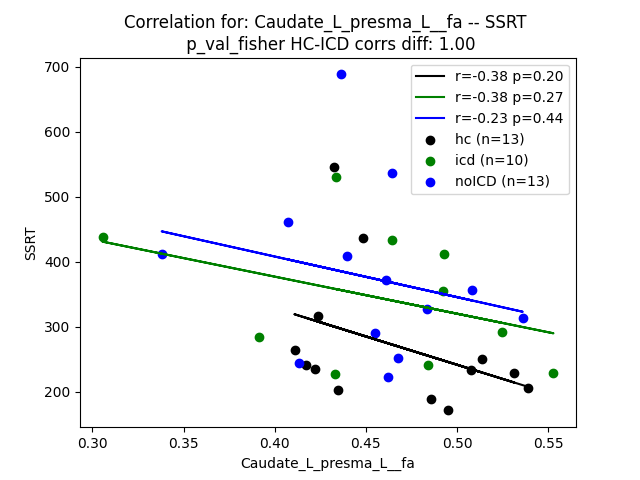 Correlation for: Caudate_L_presma_L__fa -- SSRT
p_val_fisher HC-ICD corrs diff: 1.00
700
600
500
400
300
200
SSRT
r=-0.38 p=0.20
r=-0.38 p=0.27
r=-0.23 p=0.44
hc (n=13)
icd (n=10)
noICD (n=13)
0.30 0.35 0.40 0.45 0.50 0.55
Caudate_L_presma_L__fa